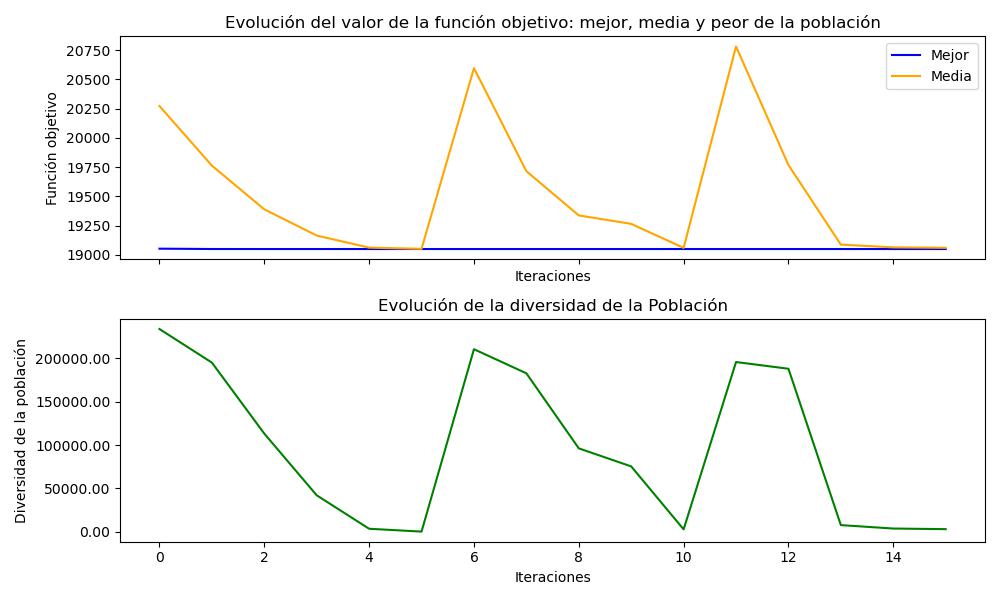 Evolución del valor de la función objetivo: mejor, media y peor de la población
20750
20500
20250
20000
19750
19500
19250
19000
Función objetivo
Mejor
Media
Iteraciones
Evolución de la diversidad de la Población
200000.00
150000.00
100000.00
50000.00
0.00
Diversidad de la población
0 2 4 6 8 10 12 14
Iteraciones